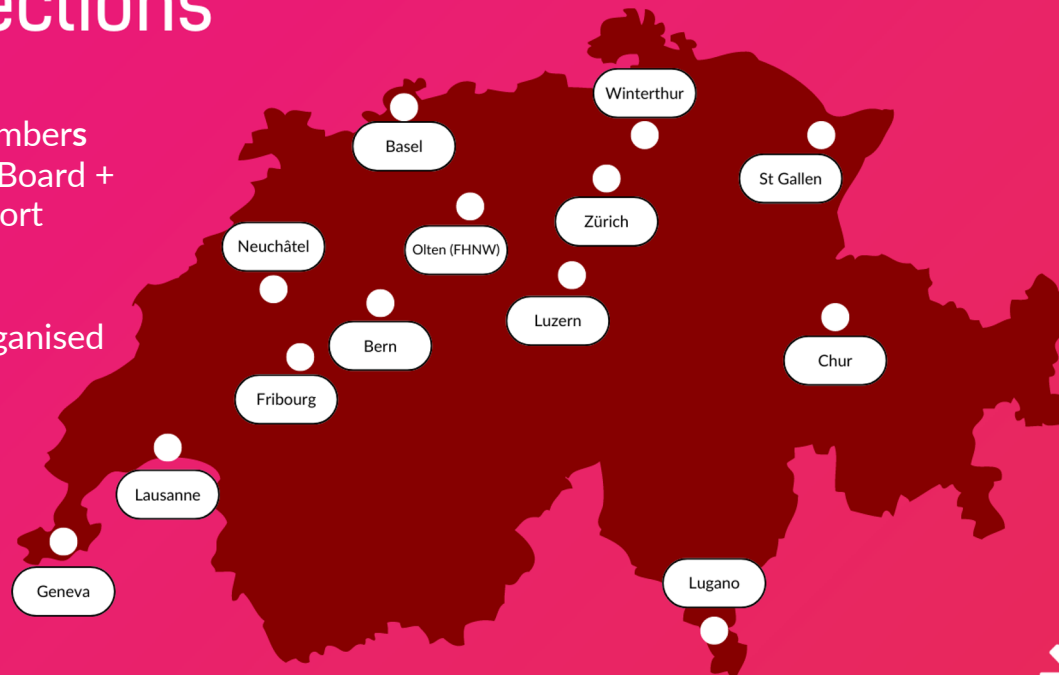 ections
mbers
Board +
ort
ganised
Winterthur
Basel
St Gallen
Zürich
Neuchâtel
Olten (FHNW)
Luzern
Bern
Chur
Fribourg
Lausanne
Lugano
Geneva